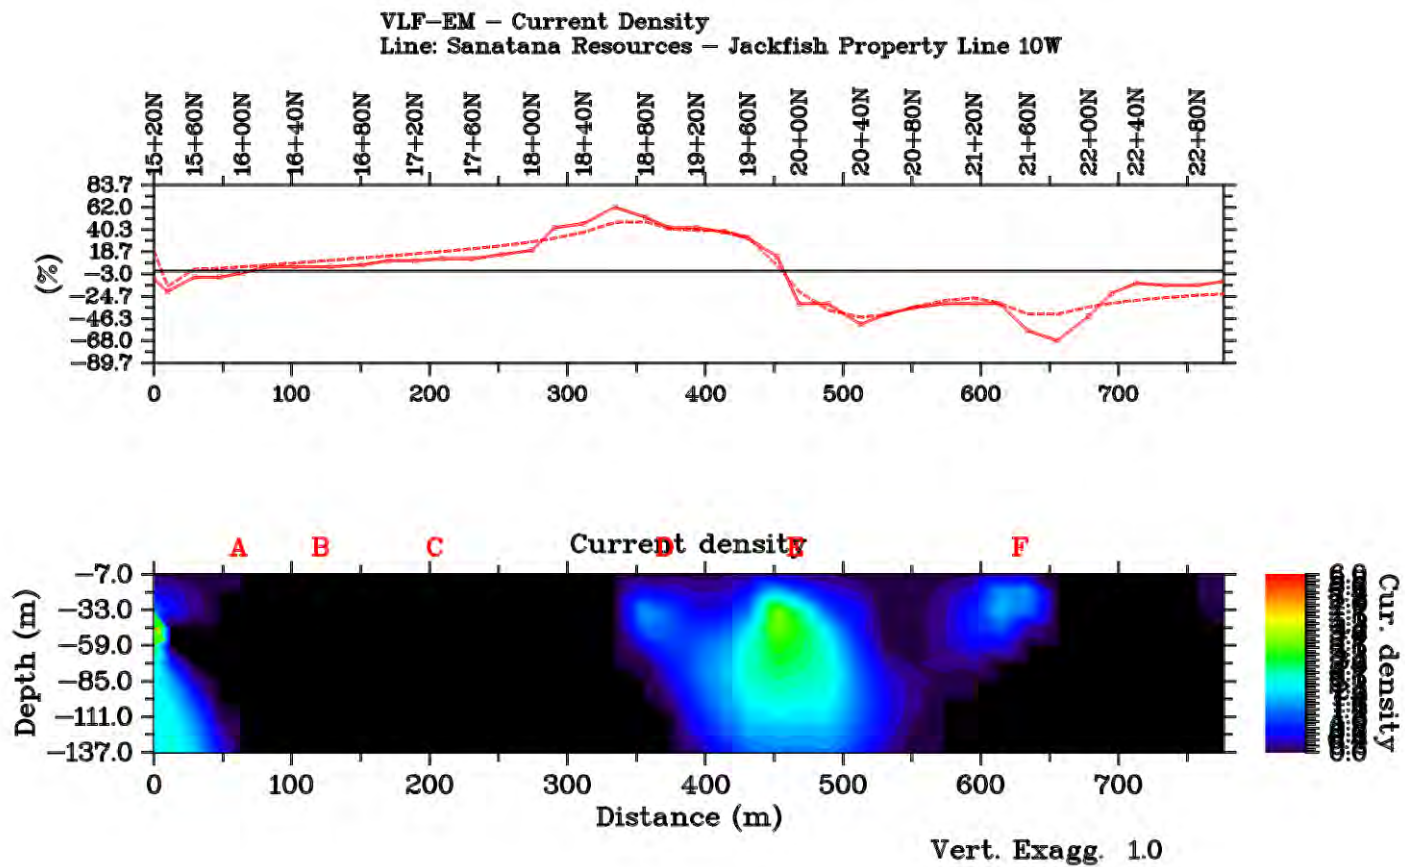 VLF-EM - Current Density
Line: Sanatana Resources - Jackfish Property Line 10W
15+20N 15+60N 16+00N 16+40N 16+80N 17+20N 17+60N 18+00N 18+40N 18+80N 19+20N 19+60N 20+00N 20+40N 20+80N 21+20N 21+60N 22+00N 22+40N 22+80N
83.7
62.0
40.3
18.7
-3.0
-24.7
-46.3
-68.0
-89.7
(%)
0 100 200 300 400 500 600 700
Current density
A B C D E F
-7.0
-33.0
-59.0
-85.0
-111.0
-137.0
Depth (m)
0 100 200 300 400 500 600 700
Distance (m)
6.0
0.0
Cur. density
Vert. Exagg. 1.0